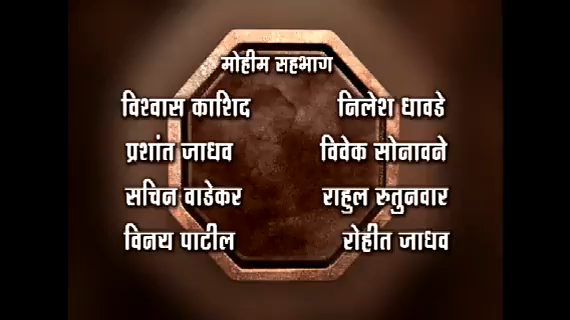 मोहीम सहभाग
विश्वास काशिद
निलेश धावडे
प्रशांत जाधव
विवेक सोनावने
सचिन वाडेकर
राहुल रुतुनवार
विनय पाटील
रोहीत जाधव